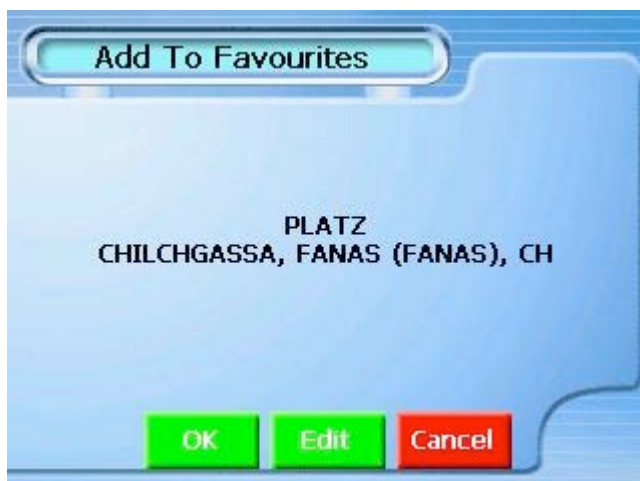 Add To Favourites
PLATZ
CHILCHGASSA, FANAS (FANAS), CH
OK Edit Cancel